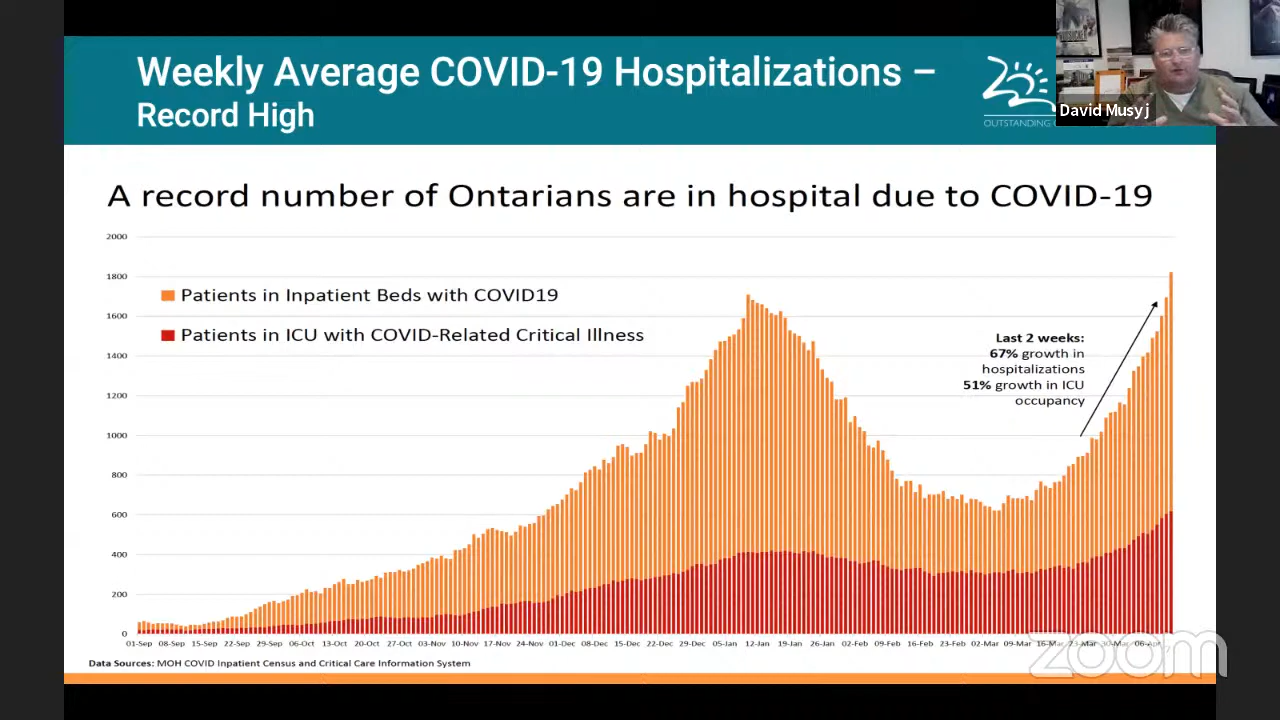 Weekly Average COVID-19 Hospitalizations –
Record High
OUTSTANDING
David Musyj
A record number of Ontarians are in hospital due to COVID-19
2000
1800
1600
1400
1200
1000
800
600
400
200
0
Patients in Inpatient Beds with COVID19
Patients in ICU with COVID-Related Critical Illness
Last 2 weeks:
67% growth in
hospitalizations
51% growth in ICU
occupancy
01-Sep 08-Sep 15-Sep 22-Sep 29-Sep 06-Oct 13-Oct 20-Oct 27-Oct 03-Nov 10-Nov 17-Nov 24-Nov 01-Dec 08-Dec 15-Dec 22-Dec 29-Dec 05-Jan 12-Jan 19-Jan 26-Jan 02-Feb 09-Feb 16-Feb 23-Feb 02-Mar 09-Mar 16-Mar 23-Mar 30-Mar 06-Apr
zoom
Data Sources: MOH COVID Inpatient Census and Critical Care Information System